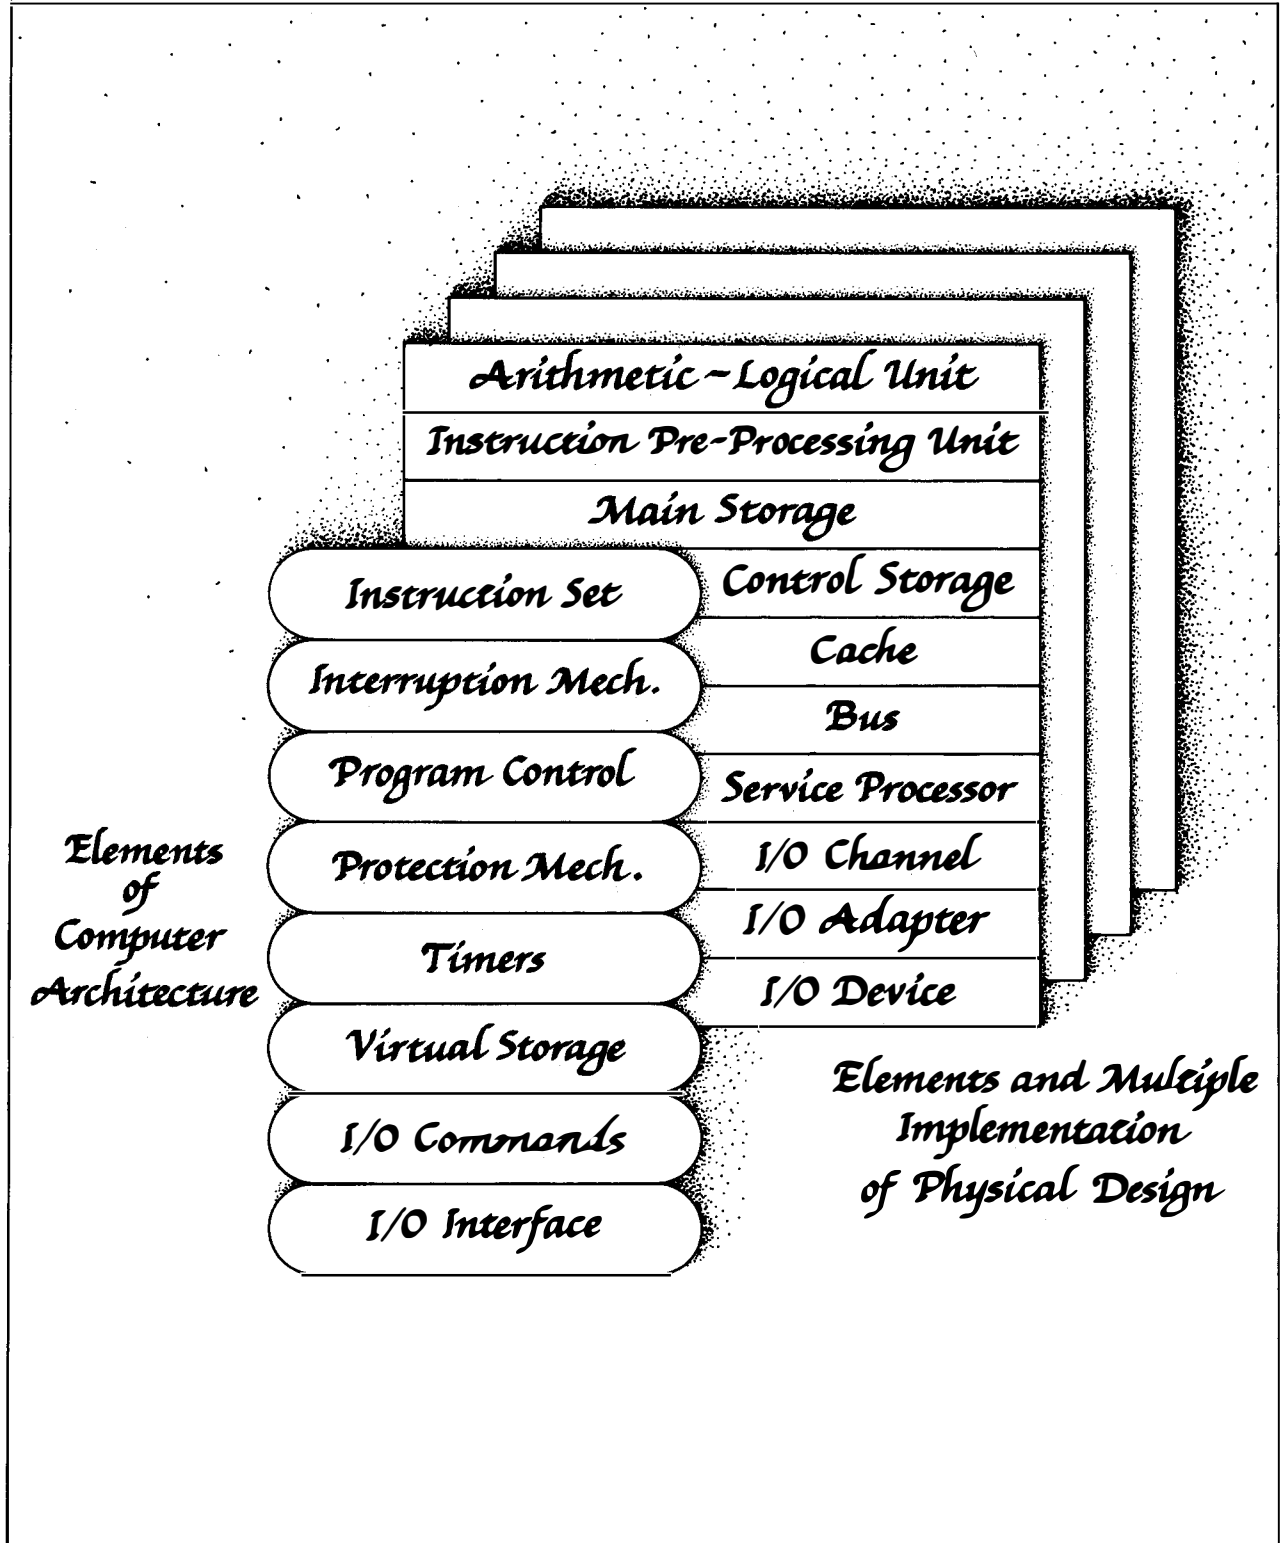 Arithmetic-Logical Unit
Instruction Pre-Processing Unit
Main Storage
Control Storage
Cache
Bus
Service Processor
I/O Channel
I/O Adapter
I/O Device
Instruction Set
Interruption Mech.
Program Control
Protection Mech.
Timers
Virtual Storage
I/O Commands
I/O Interface
Elements
of
Computer
Architecture
Elements and Multiple
Implementation
of Physical Design